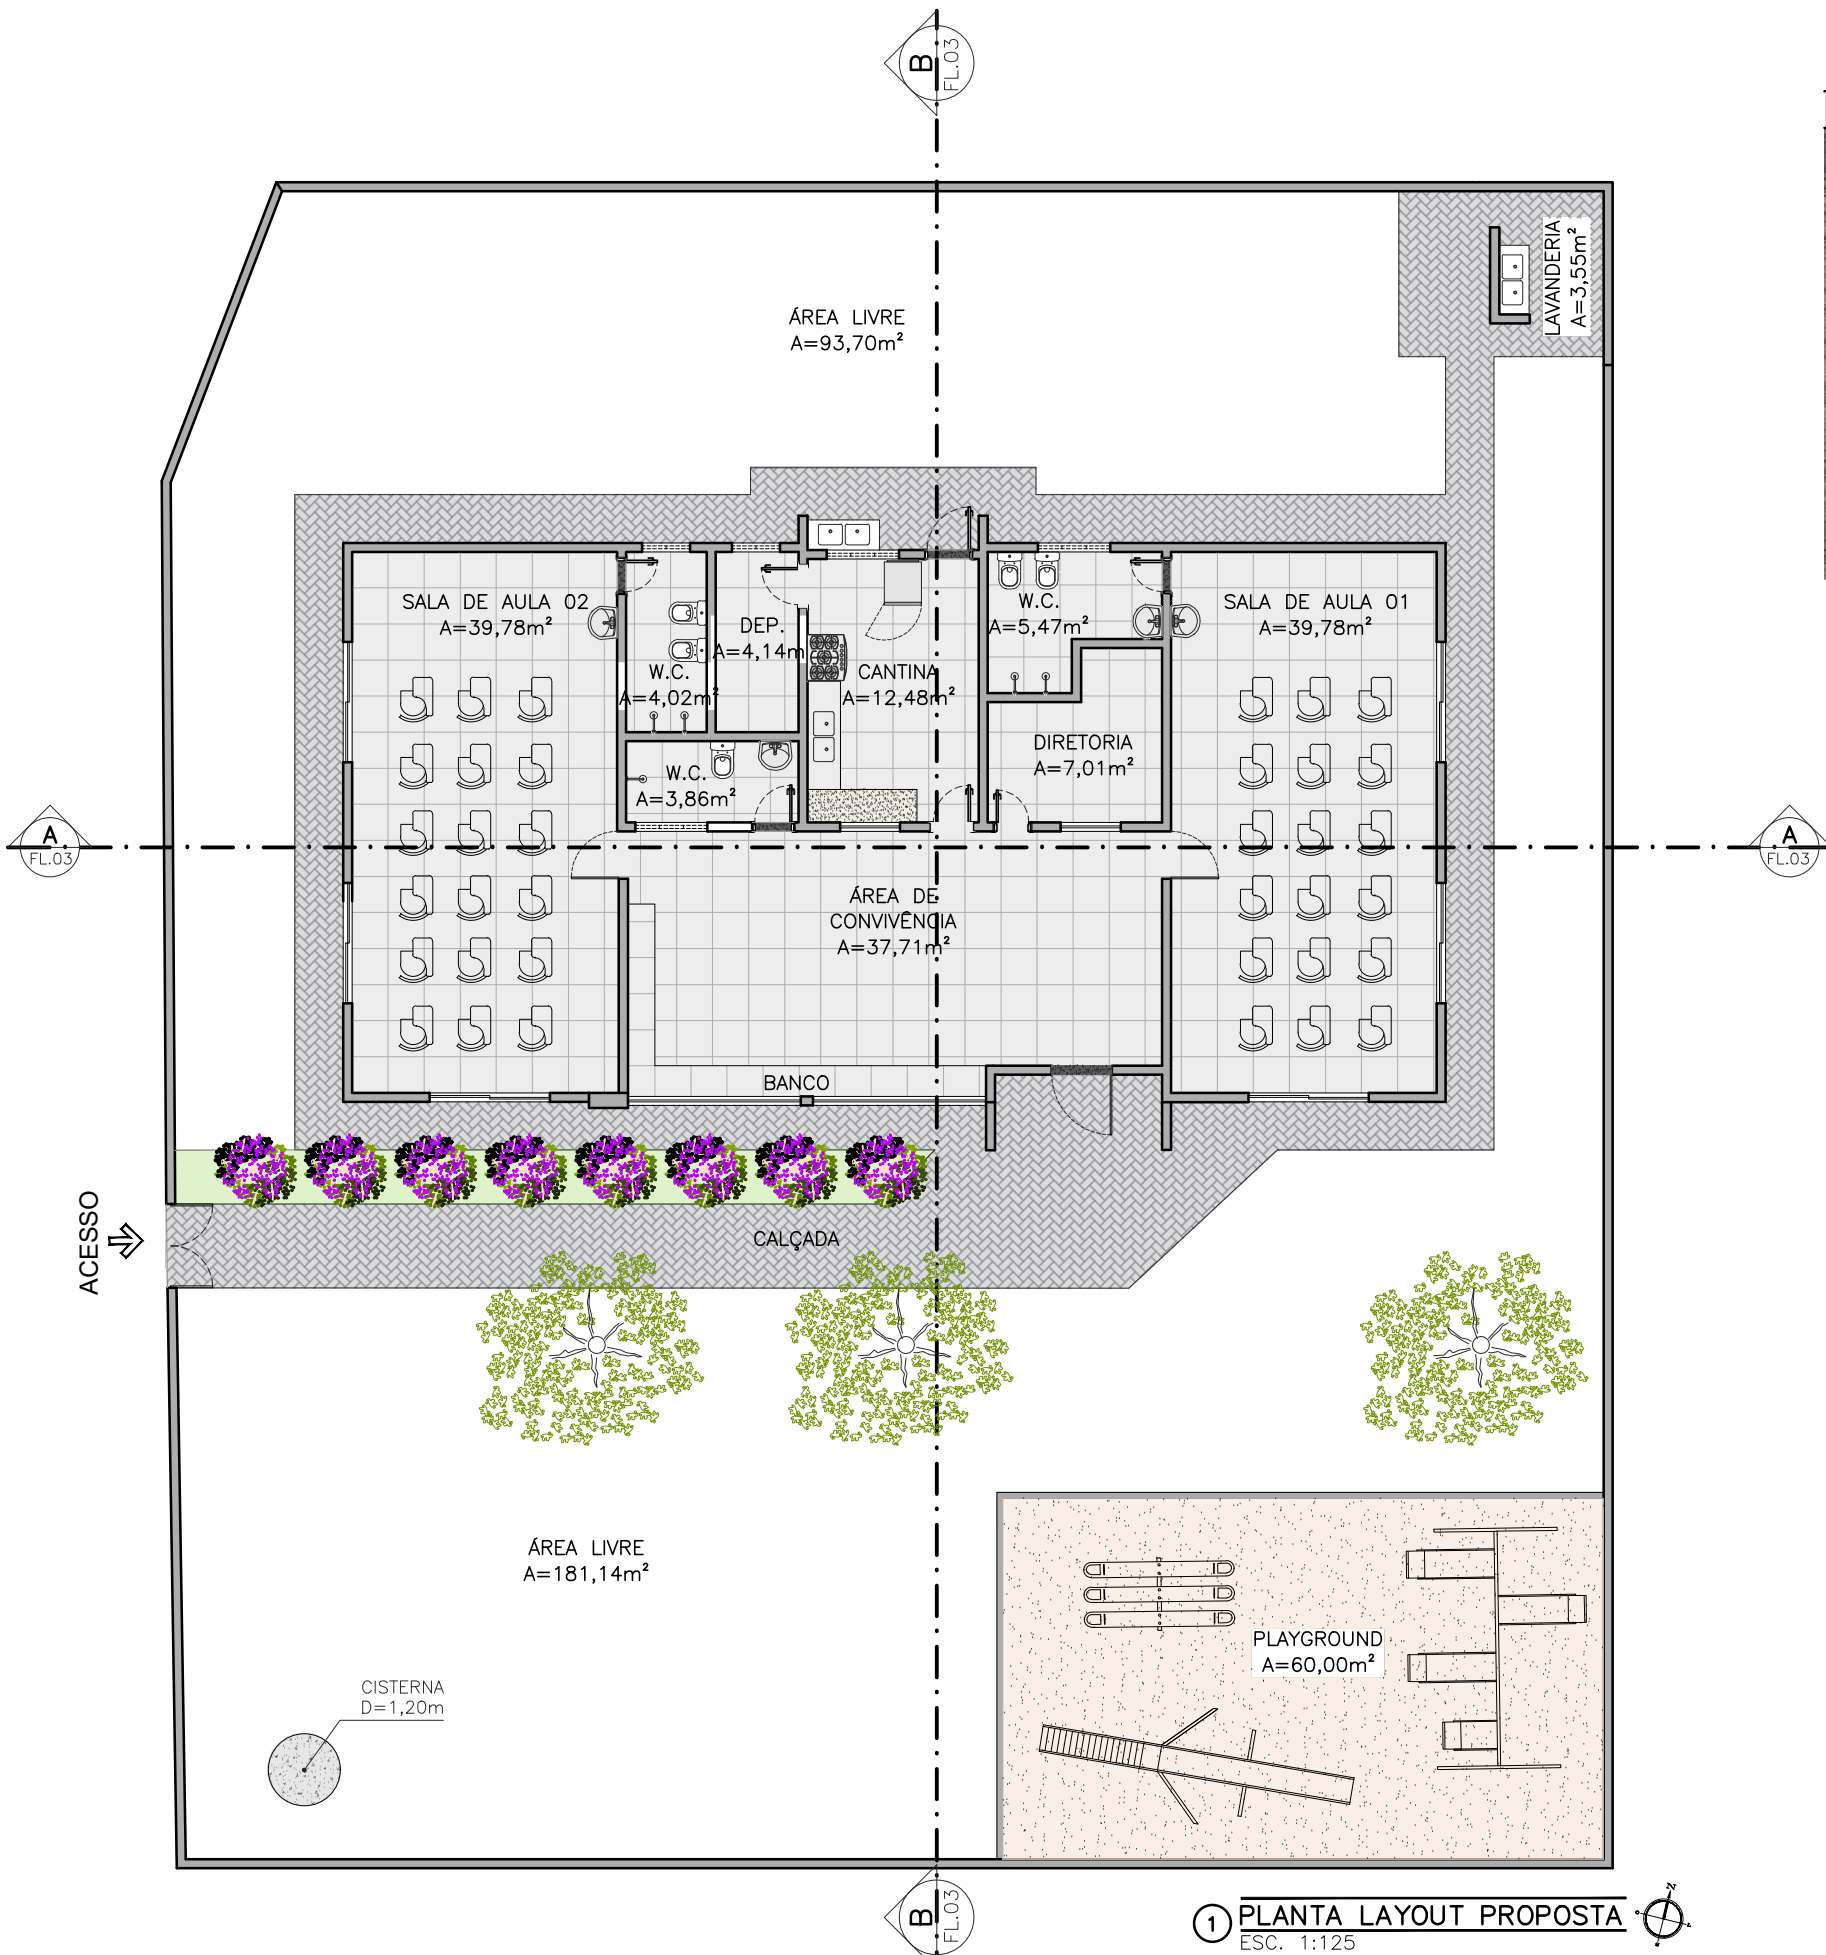 B
FL.03
LAVANDERIA
A=3,55m²
ÁREA LIVRE
A=93,70m²
SALA DE AULA 02
A=39,78m²
W.C.
A=4,02m²
DEP.
A=4,14m
CANTINA
A=12,48m²
W.C.
A=5,47m²
SALA DE AULA 01
A=39,78m²
DIRETORIA
A=7,01m²
W.C.
A=3,86m²
A
FL.03
A
FL.03
ÁREA DE
CONVIVÊNCIA
A=37,71m²
BANCO
ACESSO
CALÇADA
ÁREA LIVRE
A=181,14m²
PLAYGROUND
A=60,00m²
CISTERNA
D=1,20m
B
FL.03
1 PLANTA LAYOUT PROPOSTA
ESC. 1:125
N